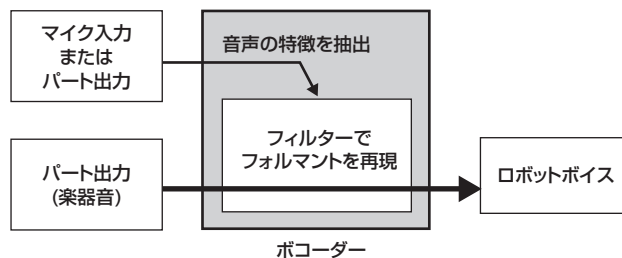 マイク入力
または
パート出力
音声の特徴を抽出
フィルターで
フォルマントを再現
パート出力
(楽器音)
ロボットボイス
ボコーダー